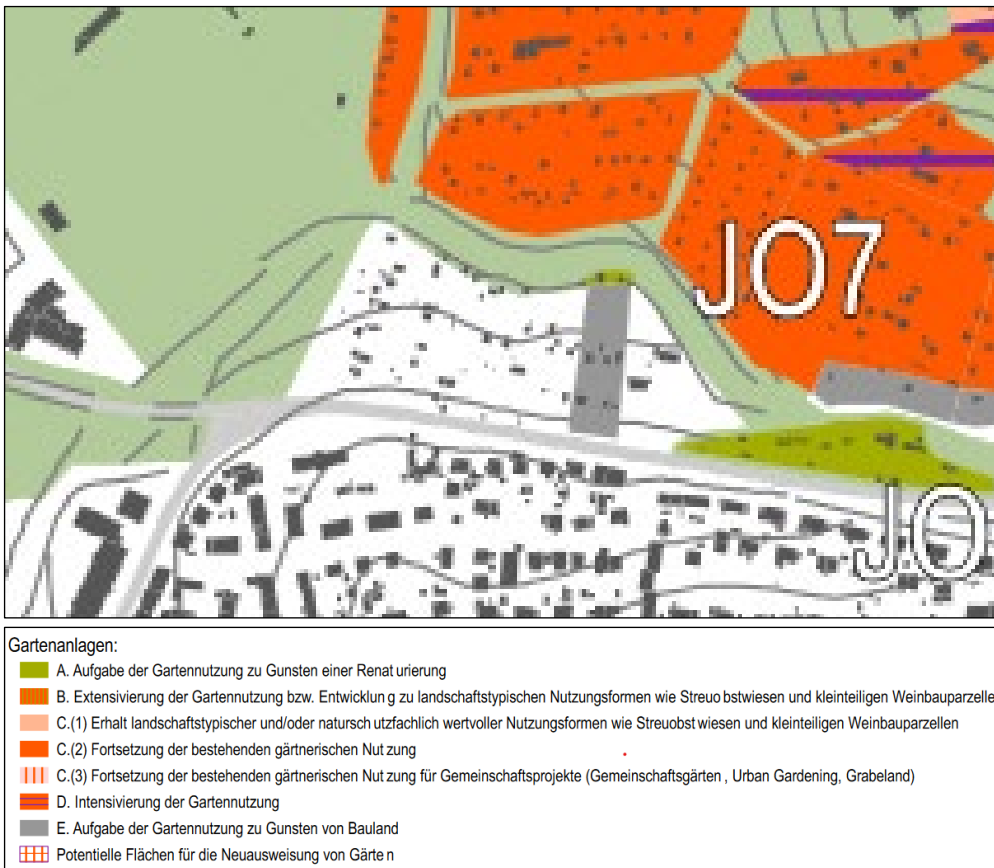 JO7
JO
Gartenanlagen:
A. Aufgabe der Gartennutzung zu Gunsten einer Renat urierung
B. Extensivierung der Gartennutzung bzw. Entwicklun g zu landschaftstypischen Nutzungsformen wie Streuo bstwiesen und kleinteiligen Weinbauparzelle
C.(1) Erhalt landschaftstypischer und/oder natursch utzfachlich wertvoller Nutzungsformen wie Streuobst wiesen und kleinteiligen Weinbauparzellen
C.(2) Fortsetzung der bestehenden gärtnerischen Nut zung
C.(3) Fortsetzung der bestehenden gärtnerischen Nut zung für Gemeinschaftsprojekte (Gemeinschaftsgärten , Urban Gardening, Grabeland)
D. Intensivierung der Gartennutzung
E. Aufgabe der Gartennutzung zu Gunsten von Bauland
Potentielle Flächen für die Neuausweisung von Gärte n